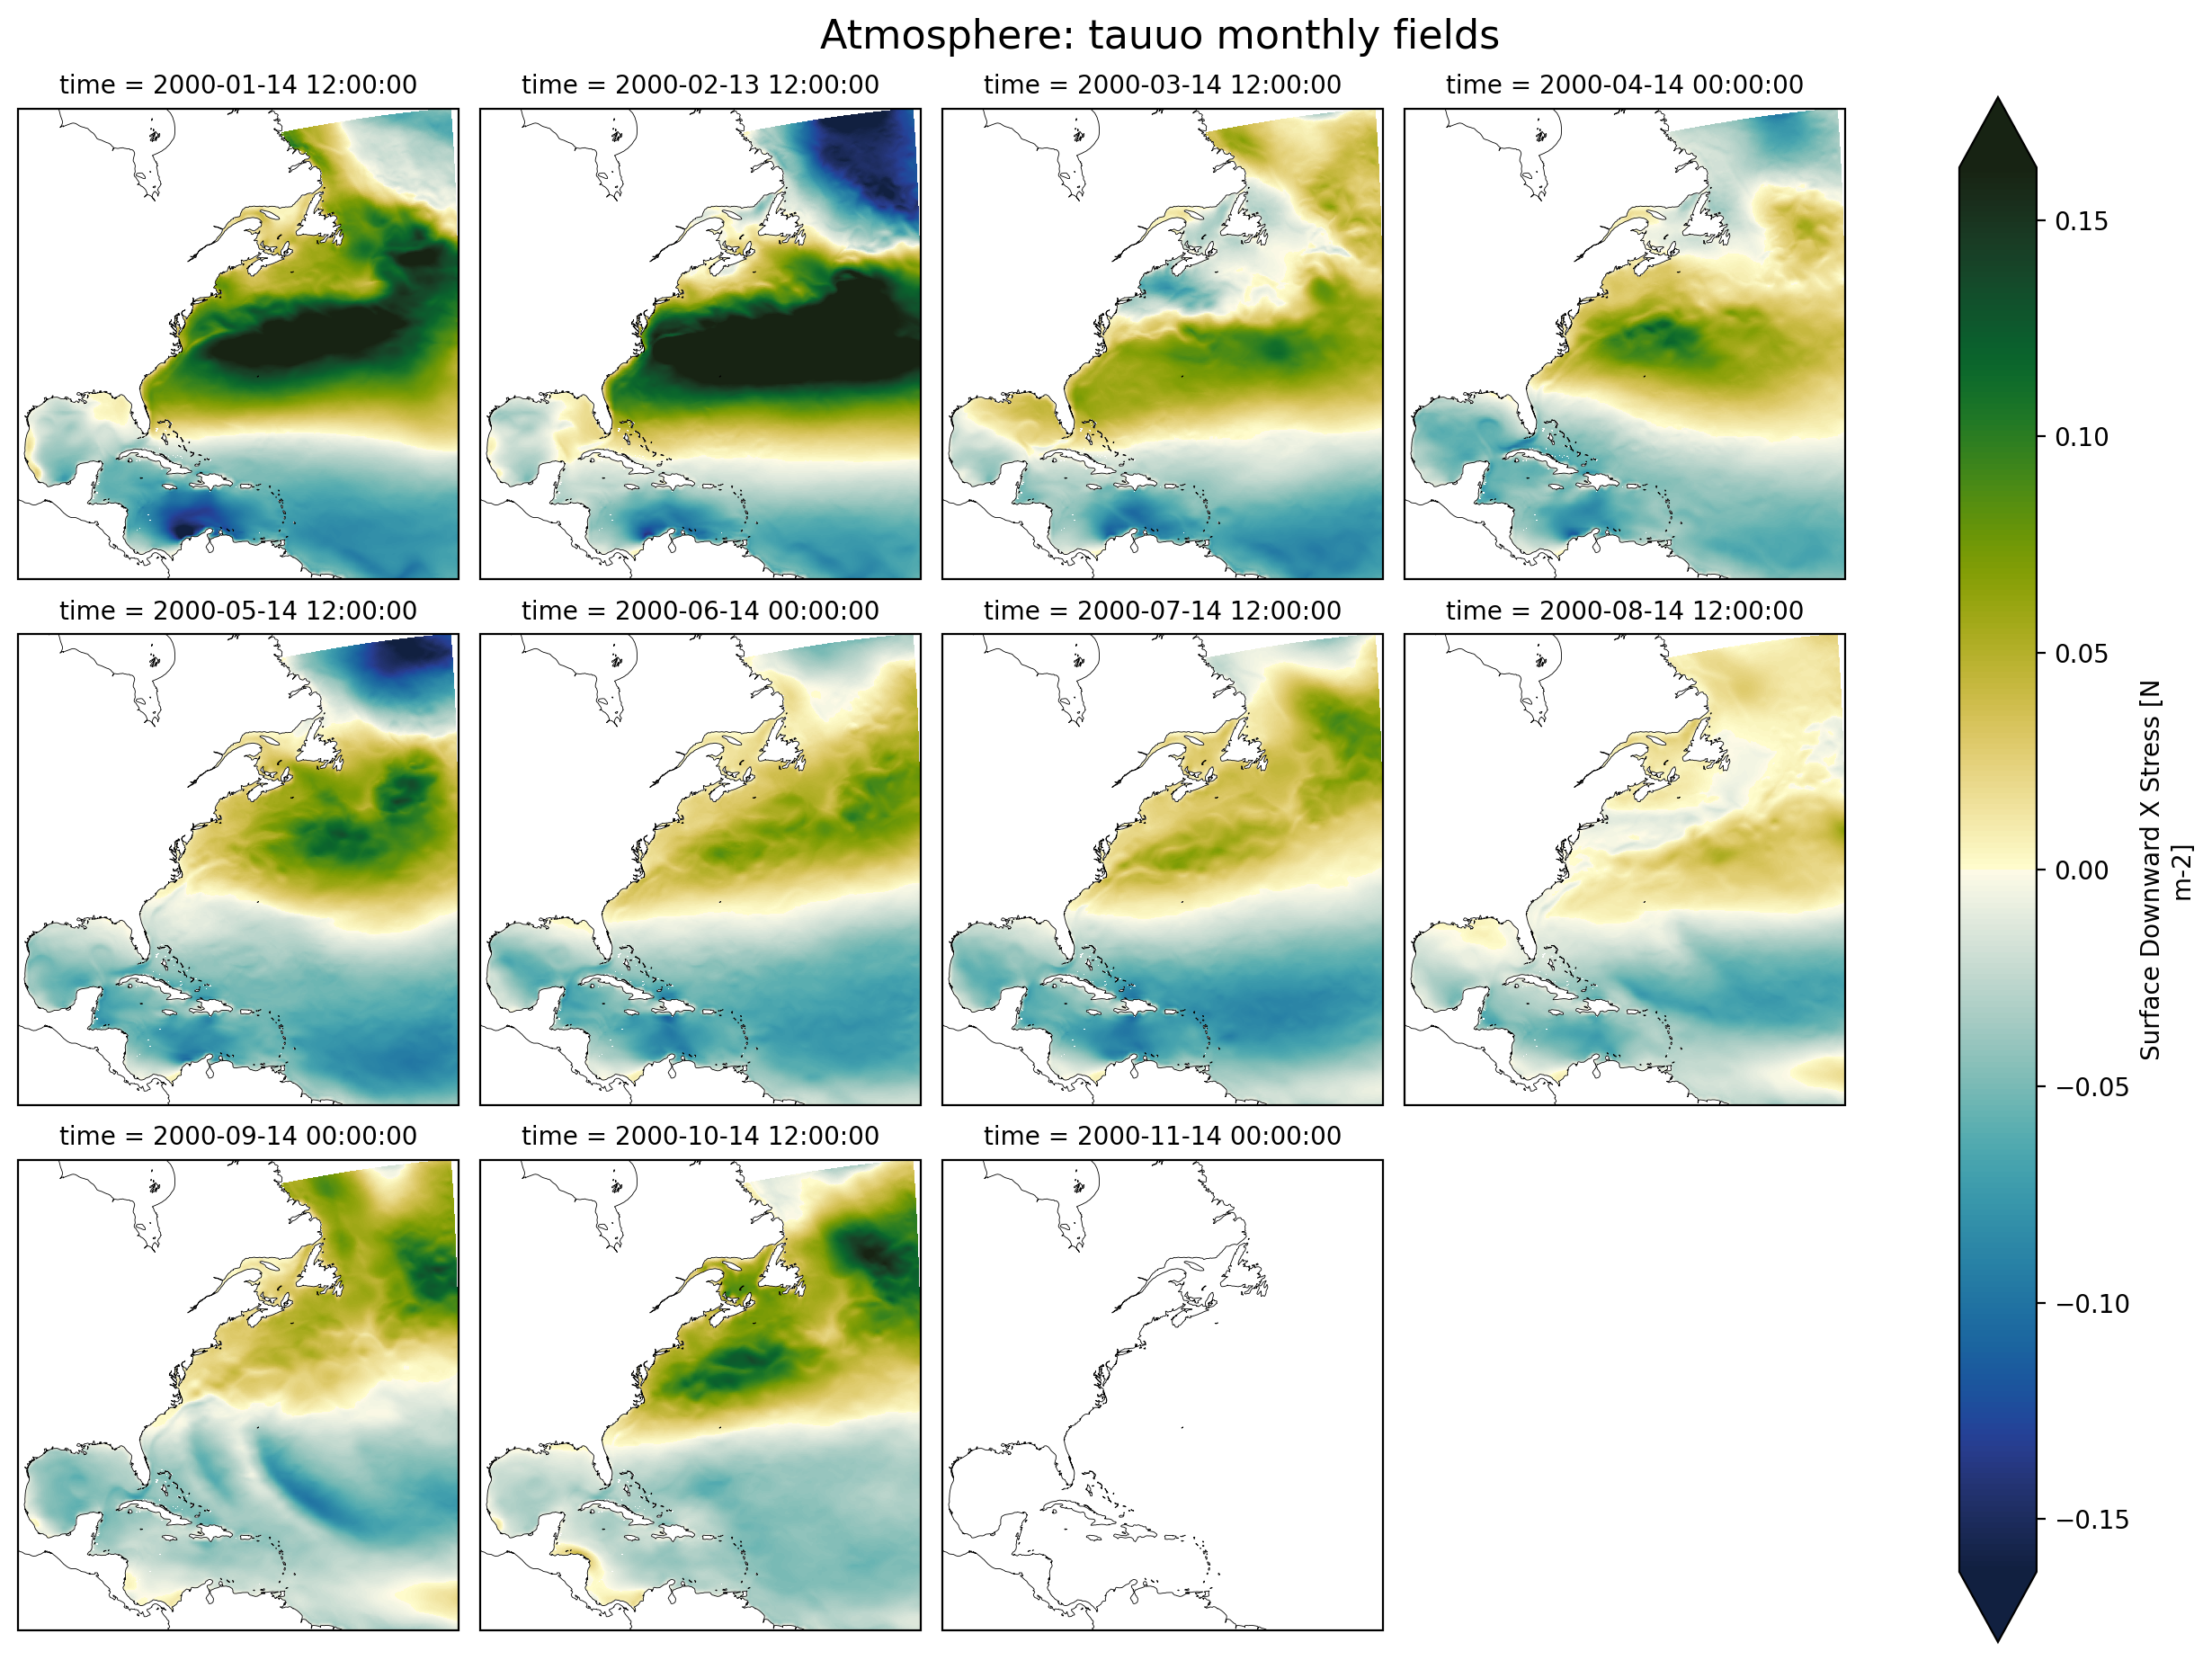 Atmosphere: tauuo monthly fields
time = 2000-01-14 12:00:00
time = 2000-02-13 12:00:00
time = 2000-03-14 12:00:00
time = 2000-04-14 00:00:00
time = 2000-05-14 12:00:00
time = 2000-06-14 00:00:00
time = 2000-07-14 12:00:00
time = 2000-08-14 12:00:00
time = 2000-09-14 00:00:00
time = 2000-10-14 12:00:00
time = 2000-11-14 00:00:00
0.15
0.10
0.05
0.00
−0.05
−0.10
−0.15
Surface Downward X Stress [N
m-2]